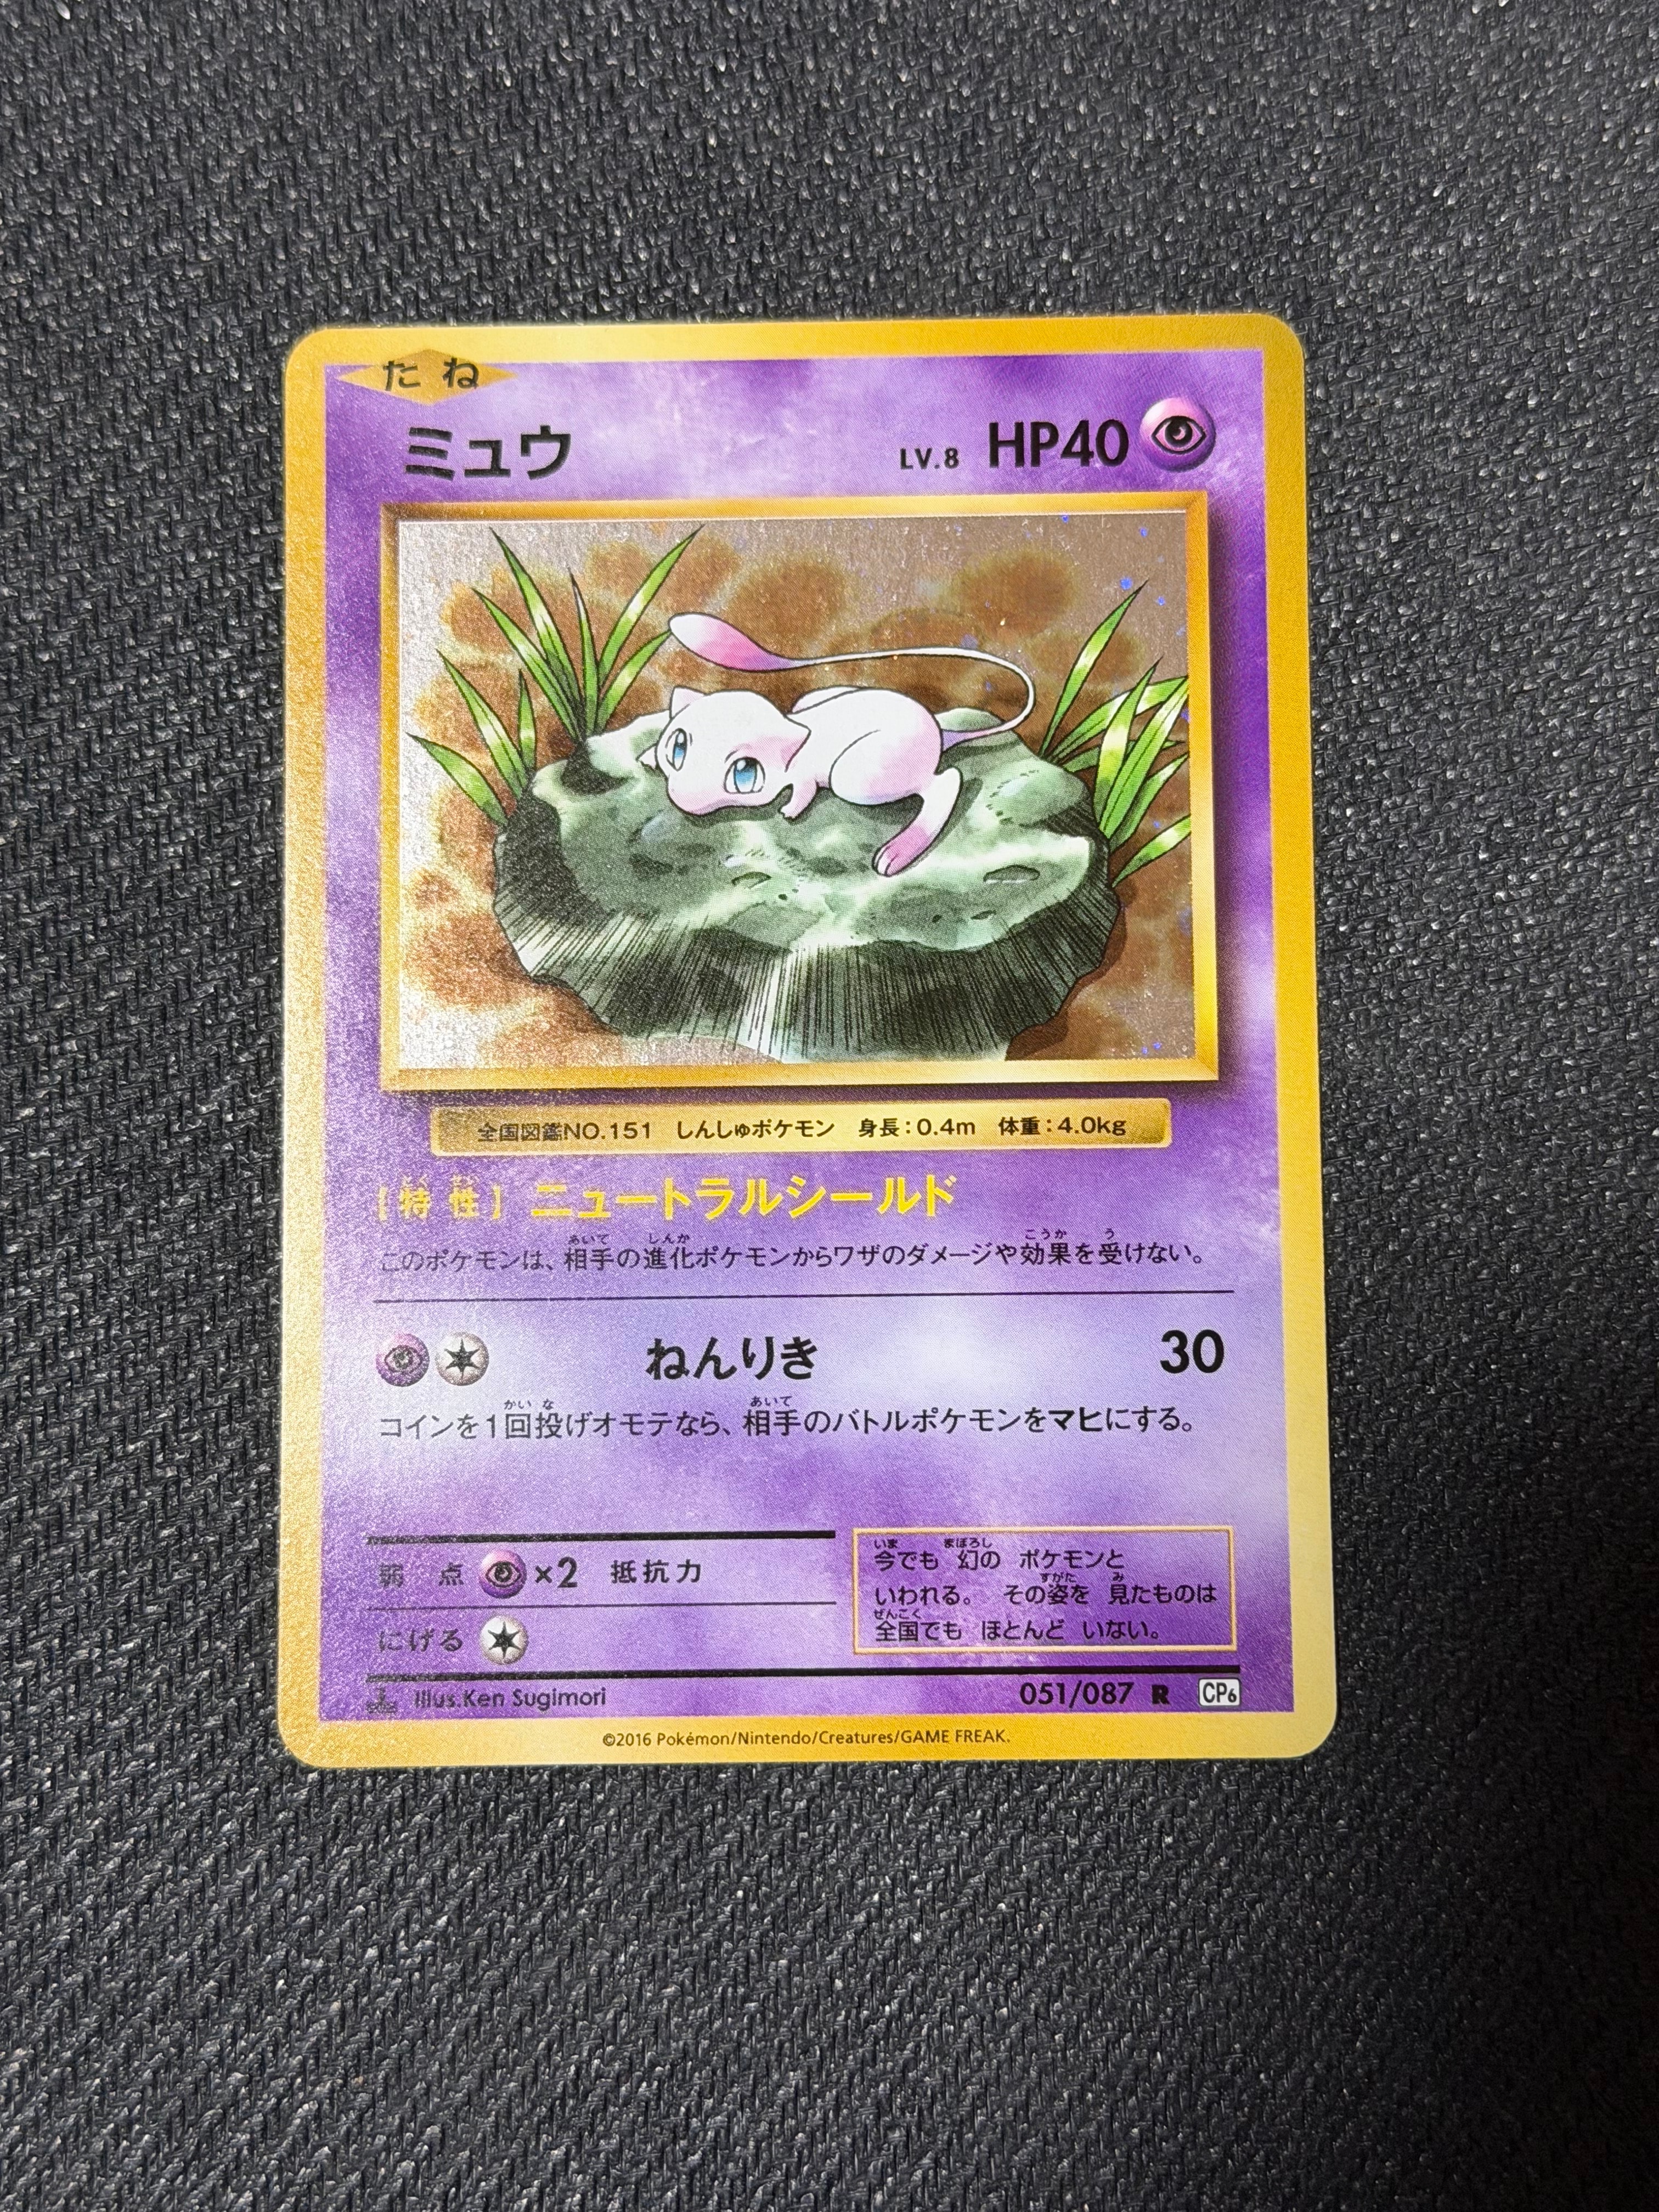 たね
ミュウ LV.8 HP40
全国図鑑NO.151 しんしゅポケモン 身長：0.4m 体重：4.0kg
［特性］ ニュートラルシールド
このポケモンは、相手の進化ポケモンからワザのダメージや効果を受けない。
ねんりき 30
コインを1回投げオモテなら、相手のバトルポケモンをマヒにする。
弱点 ×2 抵抗力
にげる
今でも 幻の ポケモンと
いわれる。 その姿を 見たものは
全国でも ほとんど いない。
Illus.Ken Sugimori 051/087 R CP6
©2016 Pokémon/Nintendo/Creatures/GAME FREAK.